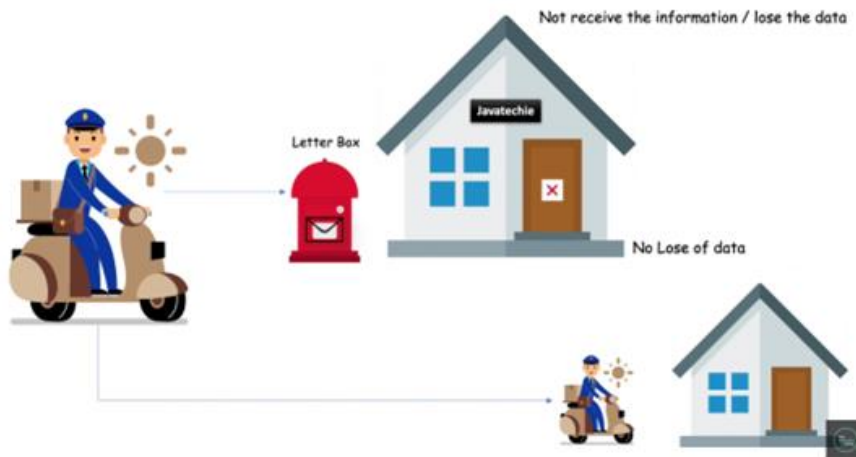 Not receive the information / lose the data
Javatechie
Letter Box
No Lose of data